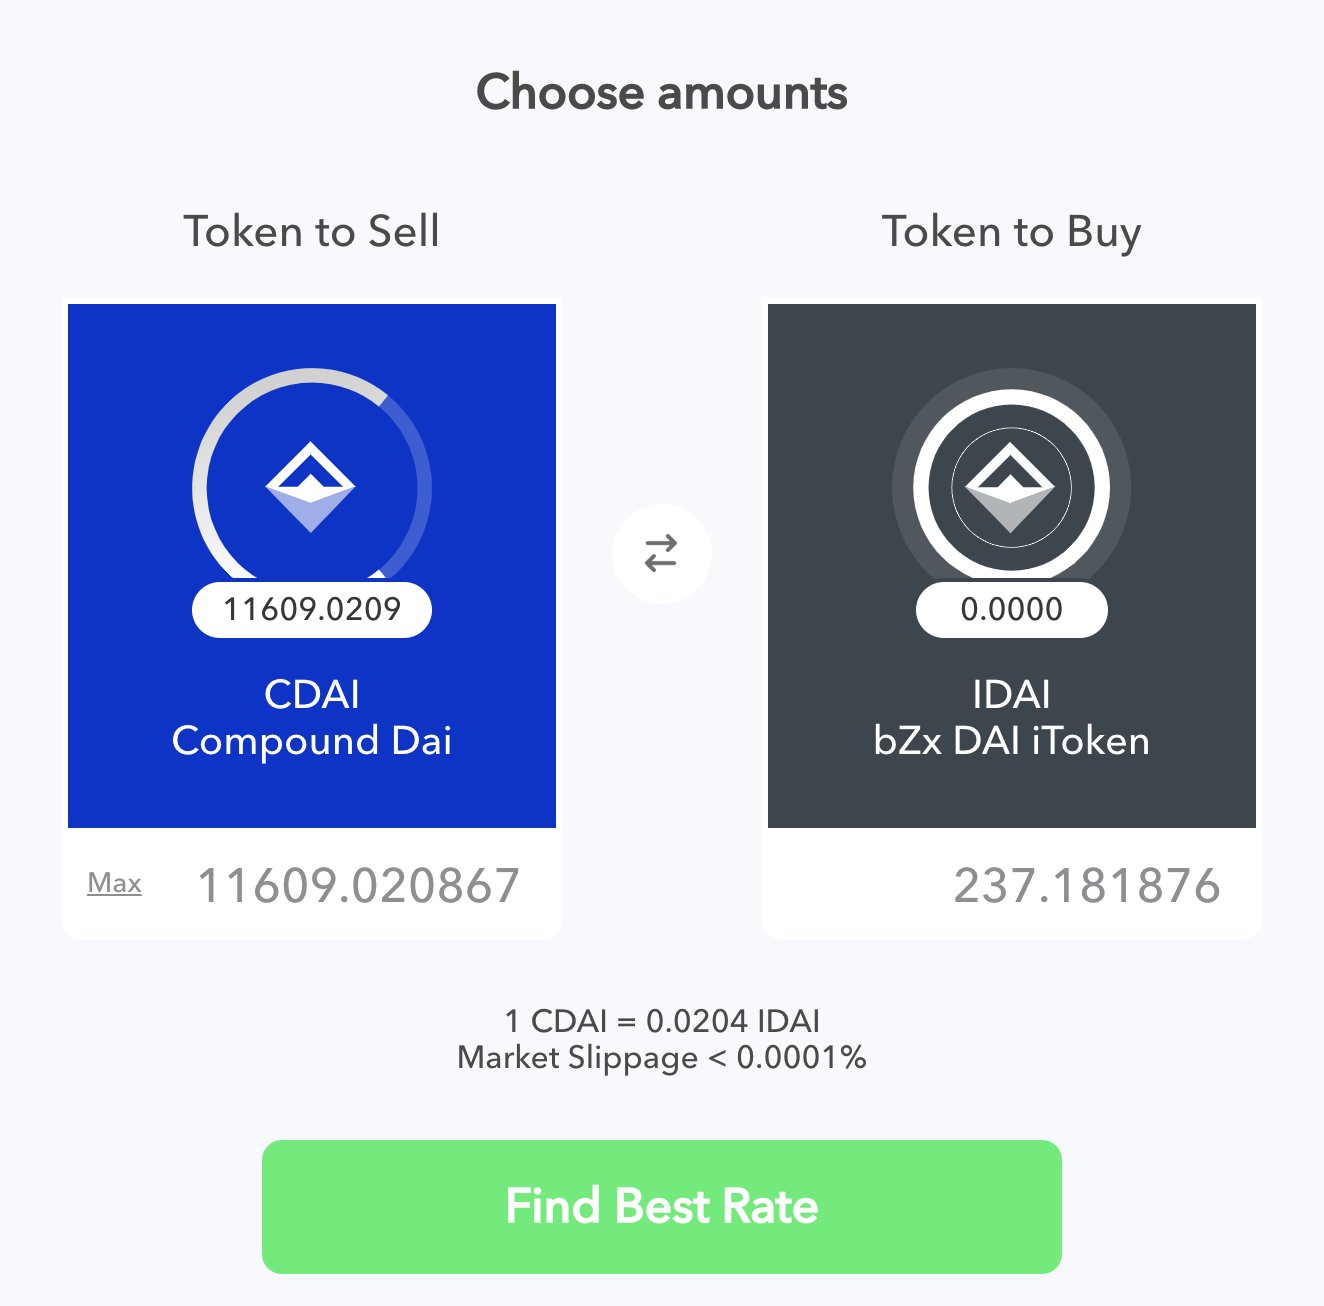 Choose amounts
Token to Sell
Token to Buy
11609.0209
CDAI
Compound Dai
Max 11609.020867
0.0000
IDAI
bZx DAI iToken
237.181876
1 CDAI = 0.0204 IDAI
Market Slippage < 0.0001%
Find Best Rate